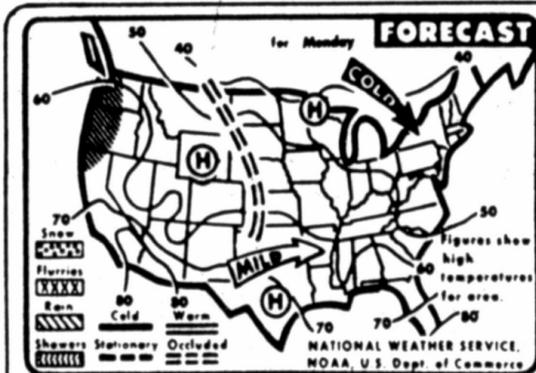 FORECAST
for Monday
50
40
COLD
40
60
H
H
70
50
Snow
Figures show
high
MILD
60
temperatures
Flurries
for area.
80
80
H
70
70
80
Rain
Cold
Warm
Showers
Stationary
Occluded
NATIONAL WEATHER SERVICE,
NOAA, U.S. Dept. of Commerce